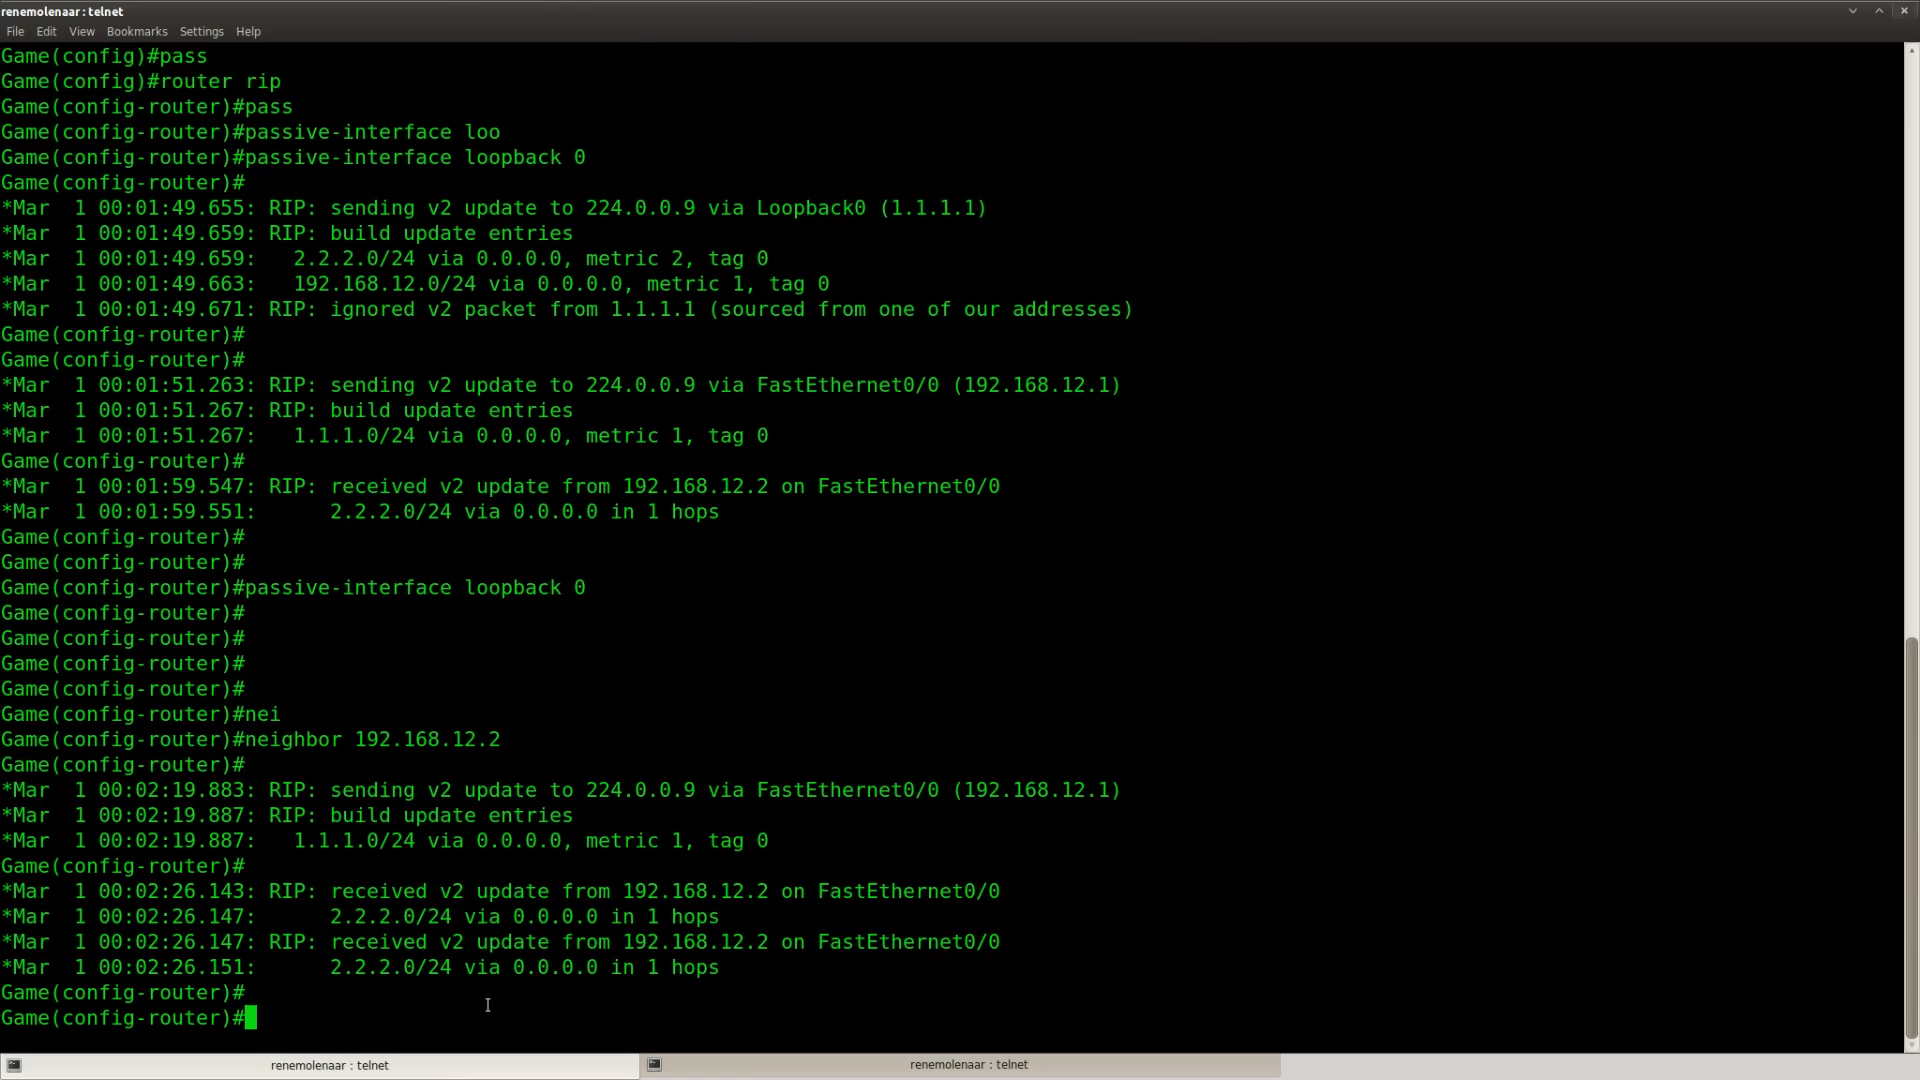 renemolenaar : telnet
File Edit View Bookmarks Settings Help
Game(config)#pass
Game(config)#router rip
Game(config-router)#pass
Game(config-router)#passive-interface loo
Game(config-router)#passive-interface loopback 0
Game(config-router)#
*Mar  1 00:01:49.655: RIP: sending v2 update to 224.0.0.9 via Loopback0 (1.1.1.1)
*Mar  1 00:01:49.659: RIP: build update entries
*Mar  1 00:01:49.659:   2.2.2.0/24 via 0.0.0.0, metric 2, tag 0
*Mar  1 00:01:49.663:   192.168.12.0/24 via 0.0.0.0, metric 1, tag 0
*Mar  1 00:01:49.671: RIP: ignored v2 packet from 1.1.1.1 (sourced from one of our addresses)
Game(config-router)#
Game(config-router)#
*Mar  1 00:01:51.263: RIP: sending v2 update to 224.0.0.9 via FastEthernet0/0 (192.168.12.1)
*Mar  1 00:01:51.267: RIP: build update entries
*Mar  1 00:01:51.267:   1.1.1.0/24 via 0.0.0.0, metric 1, tag 0
Game(config-router)#
*Mar  1 00:01:59.547: RIP: received v2 update from 192.168.12.2 on FastEthernet0/0
*Mar  1 00:01:59.551:      2.2.2.0/24 via 0.0.0.0 in 1 hops
Game(config-router)#
Game(config-router)#
Game(config-router)#passive-interface loopback 0
Game(config-router)#
Game(config-router)#
Game(config-router)#
Game(config-router)#
Game(config-router)#nei
Game(config-router)#neighbor 192.168.12.2
Game(config-router)#
*Mar  1 00:02:19.883: RIP: sending v2 update to 224.0.0.9 via FastEthernet0/0 (192.168.12.1)
*Mar  1 00:02:19.887: RIP: build update entries
*Mar  1 00:02:19.887:   1.1.1.0/24 via 0.0.0.0, metric 1, tag 0
Game(config-router)#
*Mar  1 00:02:26.143: RIP: received v2 update from 192.168.12.2 on FastEthernet0/0
*Mar  1 00:02:26.147:      2.2.2.0/24 via 0.0.0.0 in 1 hops
*Mar  1 00:02:26.147: RIP: received v2 update from 192.168.12.2 on FastEthernet0/0
*Mar  1 00:02:26.151:      2.2.2.0/24 via 0.0.0.0 in 1 hops
Game(config-router)#
Game(config-router)#
renemolenaar : telnet
renemolenaar : telnet